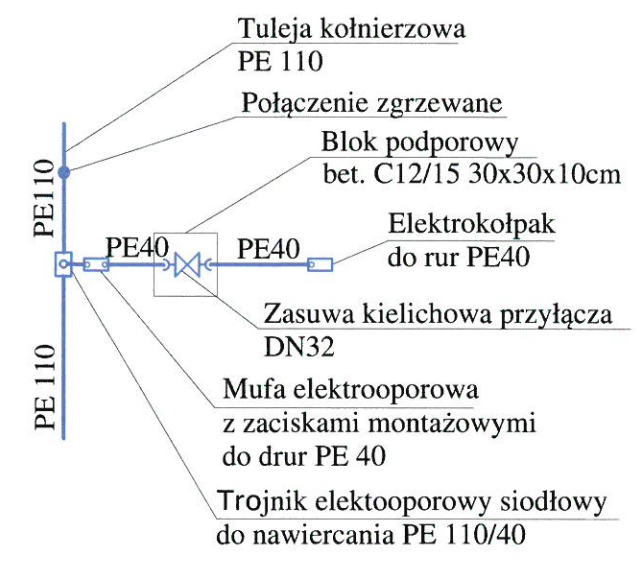 Tuleja kołnierzowa
PE 110
Połączenie zgrzewane
Blok podporowy
bet. C12/15 30x30x10cm
PE110
PE40
PE40
Elektrokołpak
do rur PE40
Zasuwa kielichowa przyłącza
DN32
PE 110
Mufa elektrooporowa
z zaciskami montażowymi
do drur PE 40
Trojnik elektooporowy siodłowy
do nawiercania PE 110/40